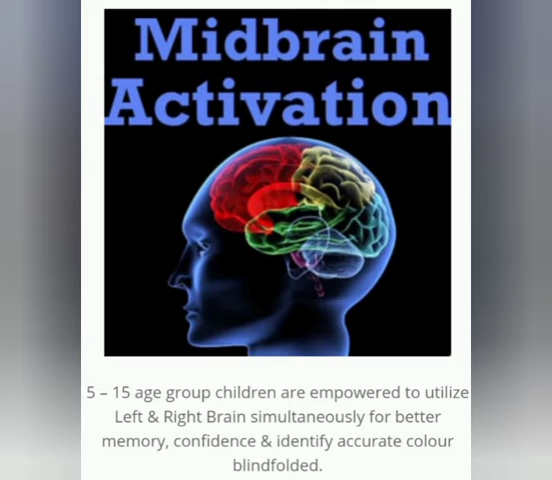 Midbrain
Activation
5 – 15 age group children are empowered to utilize
Left & Right Brain simultaneously for better
memory, confidence & identify accurate colour
blindfolded.